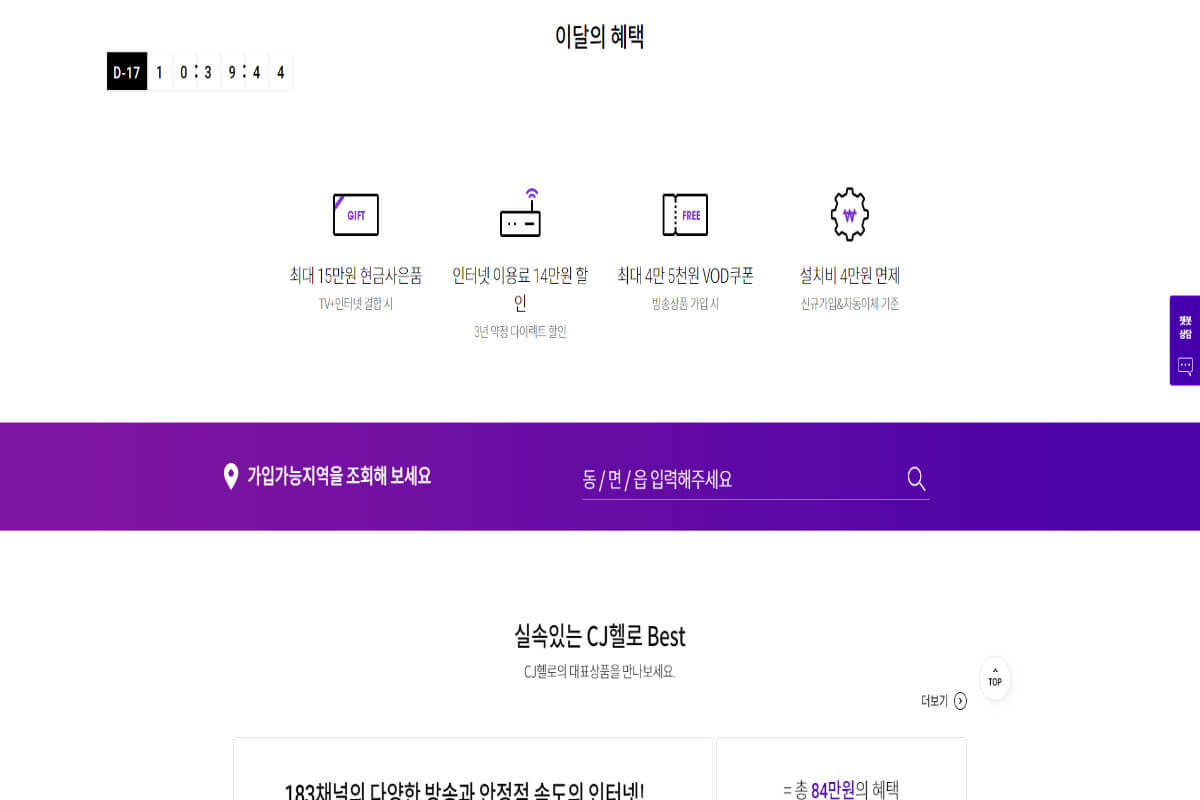 이달의 혜택
D-17 1 0 : 3 9 : 4 4
GIFT
FREE
₩
최대 15만원 현금사은품
TV+인터넷 결합 시
인터넷 이용료 14만원 할
인
3년 약정 다이렉트 할인
최대 4만 5천원 VOD쿠폰
방송상품 가입 시
설치비 4만원 면제
신규가입&자동이체 기준
챗봇
상담
가입가능지역을 조회해 보세요
동 / 면 / 읍 입력해주세요
실속있는 CJ헬로 Best
CJ헬로의 대표상품을 만나보세요.
TOP
더보기
183채널의 다양한 방송과 안정적 속도의 인터넷!
= 총 84만원의 혜택